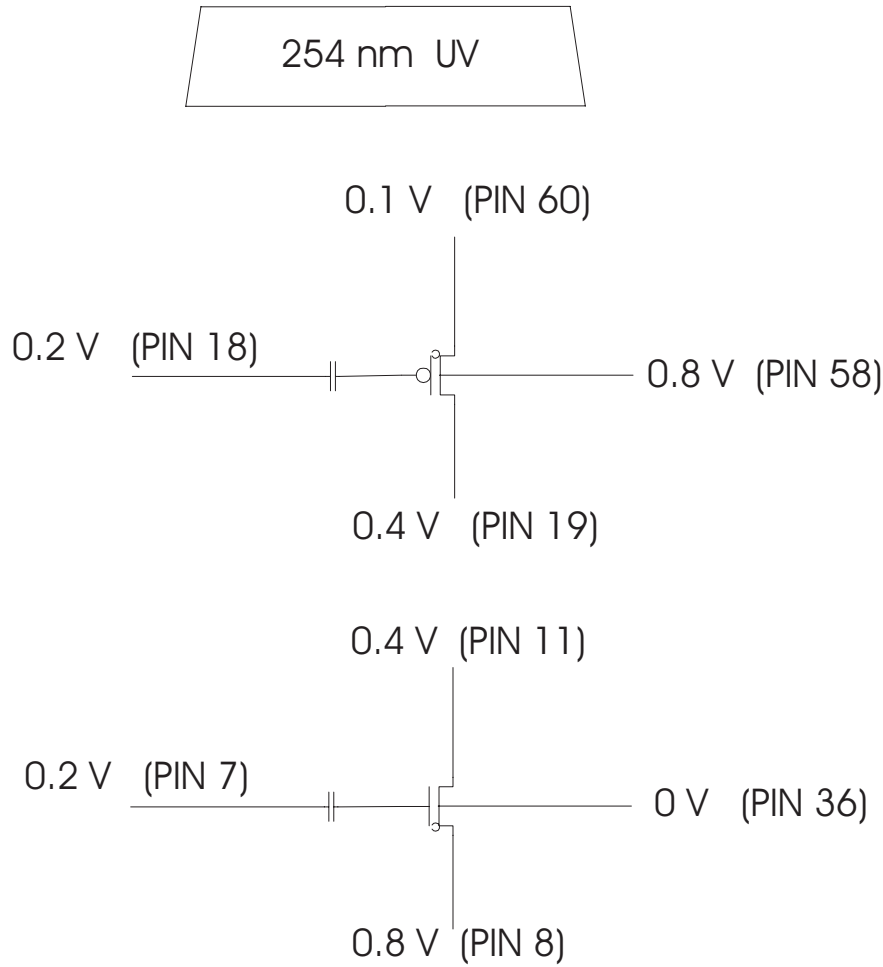 254 nm UV
0.1 V (PIN 60)
0.2 V (PIN 18)
0.8 V (PIN 58)
0.4 V (PIN 19)
0.4 V (PIN 11)
0.2 V (PIN 7)
0 V (PIN 36)
0.8 V (PIN 8)